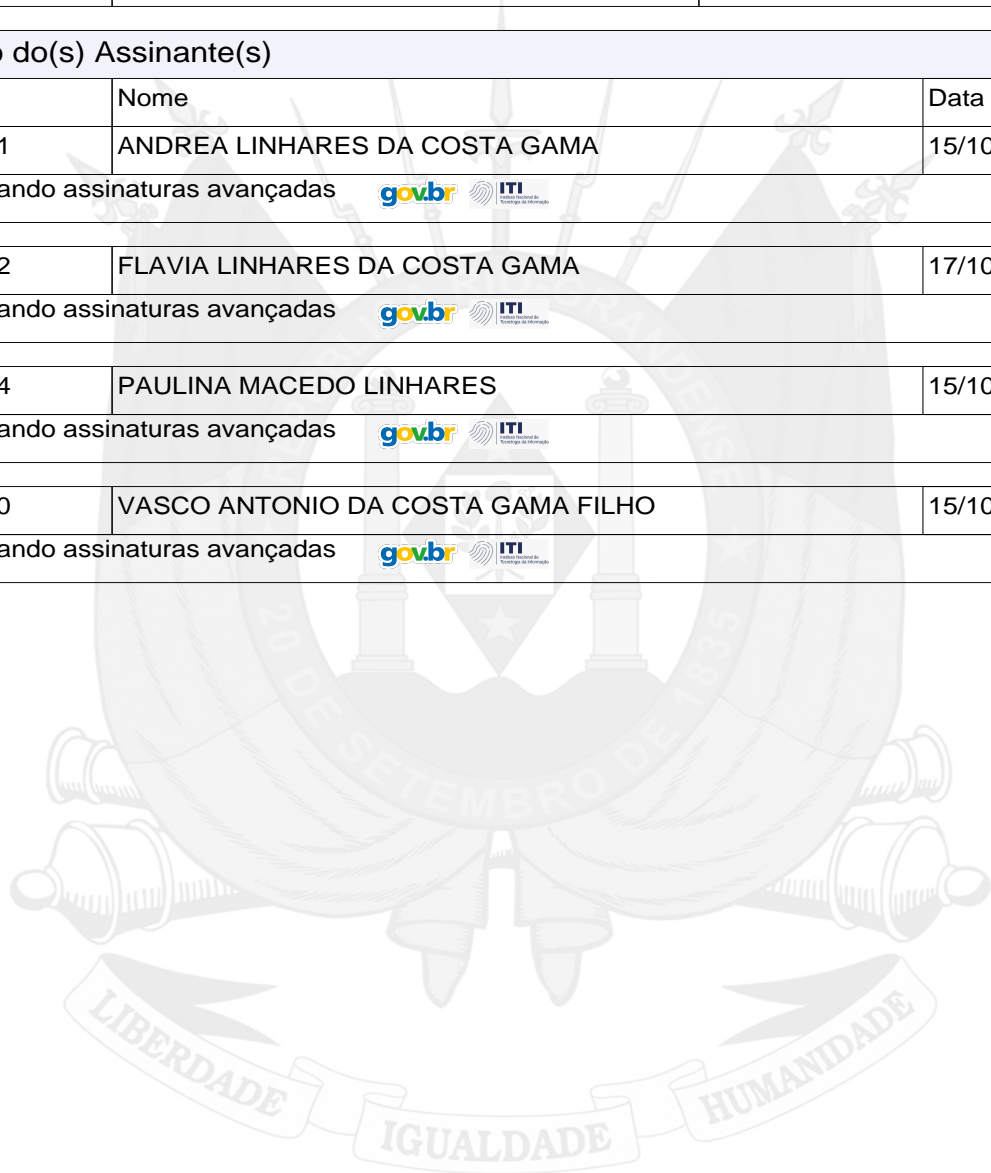 o do(s) Assinante(s)
Nome Data
1 ANDREA LINHARES DA COSTA GAMA 15/10
ando assinaturas avançadas gov.br ITI
2 FLAVIA LINHARES DA COSTA GAMA 17/10
ando assinaturas avançadas gov.br ITI
4 PAULINA MACEDO LINHARES 15/10
ando assinaturas avançadas gov.br ITI
0 VASCO ANTONIO DA COSTA GAMA FILHO 15/10
ando assinaturas avançadas gov.br ITI
REPÚBLICA RIO-GRANDENSE
20 DE SETEMBRO DE 1835
LIBERDADE IGUALDADE HUMANIDADE